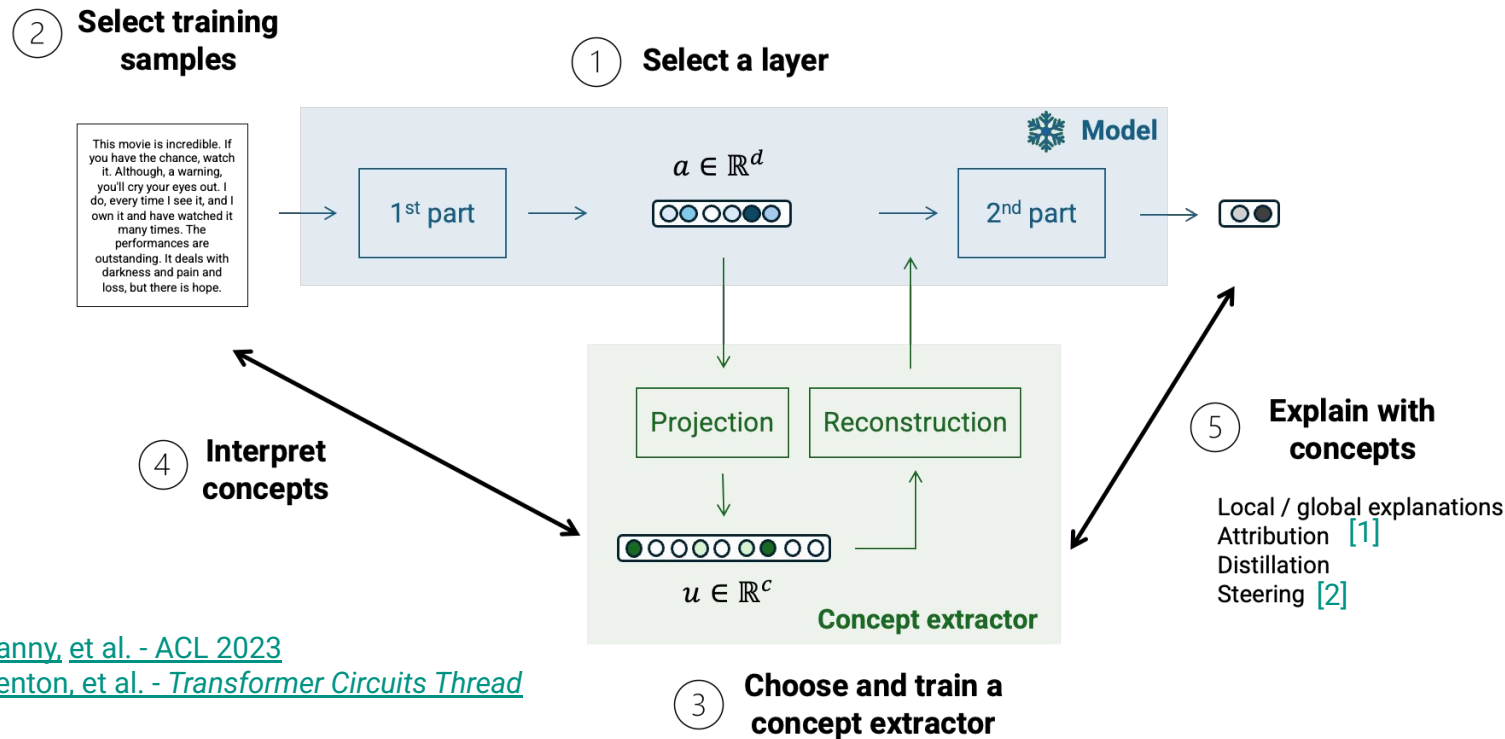 ② Select training
samples
① Select a layer
This movie is incredible. If
you have the chance, watch
it. Although, a warning,
you'll cry your eyes out. I
do, every time I see it, and I
own it and have watched it
many times. The
performances are
outstanding. It deals with
darkness and pain and
loss, but there is hope.
Model
1st part
a ∈ ℝ^d
2nd part
Projection
Reconstruction
④ Interpret
concepts
u ∈ ℝ^c
Concept extractor
⑤ Explain with
concepts
Local / global explanations
Attribution [1]
Distillation
Steering [2]
anny, et al. - ACL 2023
enton, et al. - Transformer Circuits Thread
③ Choose and train a
concept extractor